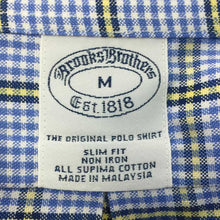 Brooks Brothers
M
Est. 1818
THE ORIGINAL POLO SHIRT
SLIM FIT
NON IRON
ALL SUPIMA COTTON
MADE IN MALAYSIA